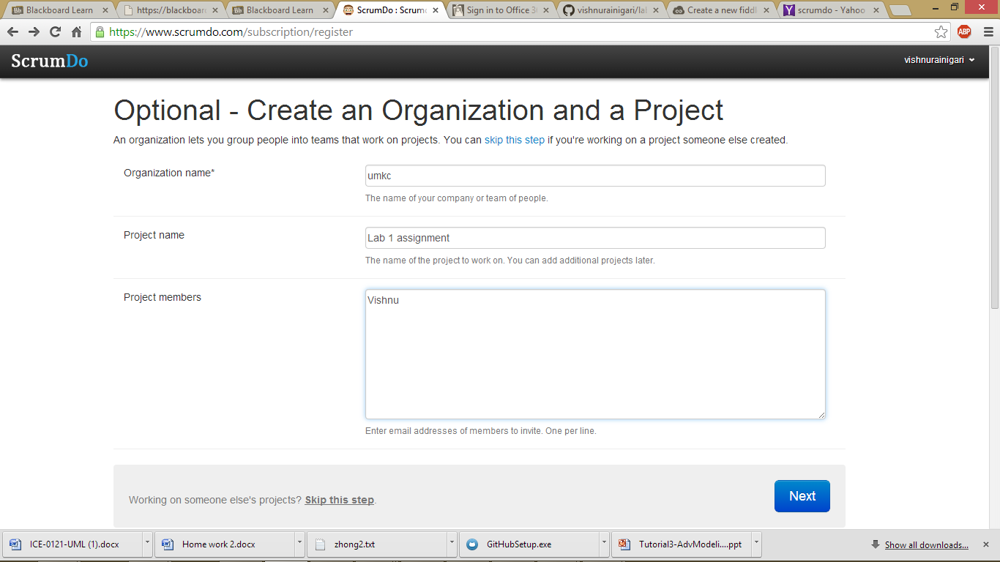 Blackboard Learn
https://blackboar
Blackboard Learn
ScrumDo : Scrum
Sign in to Office 36
vishnurainigari/la
Create a new fiddl
scrumdo - Yahoo
https://www.scrumdo.com/subscription/register
ABP
ScrumDo
vishnurainigari
Optional - Create an Organization and a Project
An organization lets you group people into teams that work on projects. You can skip this step if you're working on a project someone else created.
Organization name*
umkc
The name of your company or team of people.
Project name
Lab 1 assignment
The name of the project to work on. You can add additional projects later.
Project members
Vishnu
Enter email addresses of members to invite. One per line.
Working on someone else's projects? Skip this step.
Next
ICE-0121-UML (1).docx
Home work 2.docx
zhong2.txt
GitHubSetup.exe
Tutorial3-AdvModeli....ppt
Show all downloads...